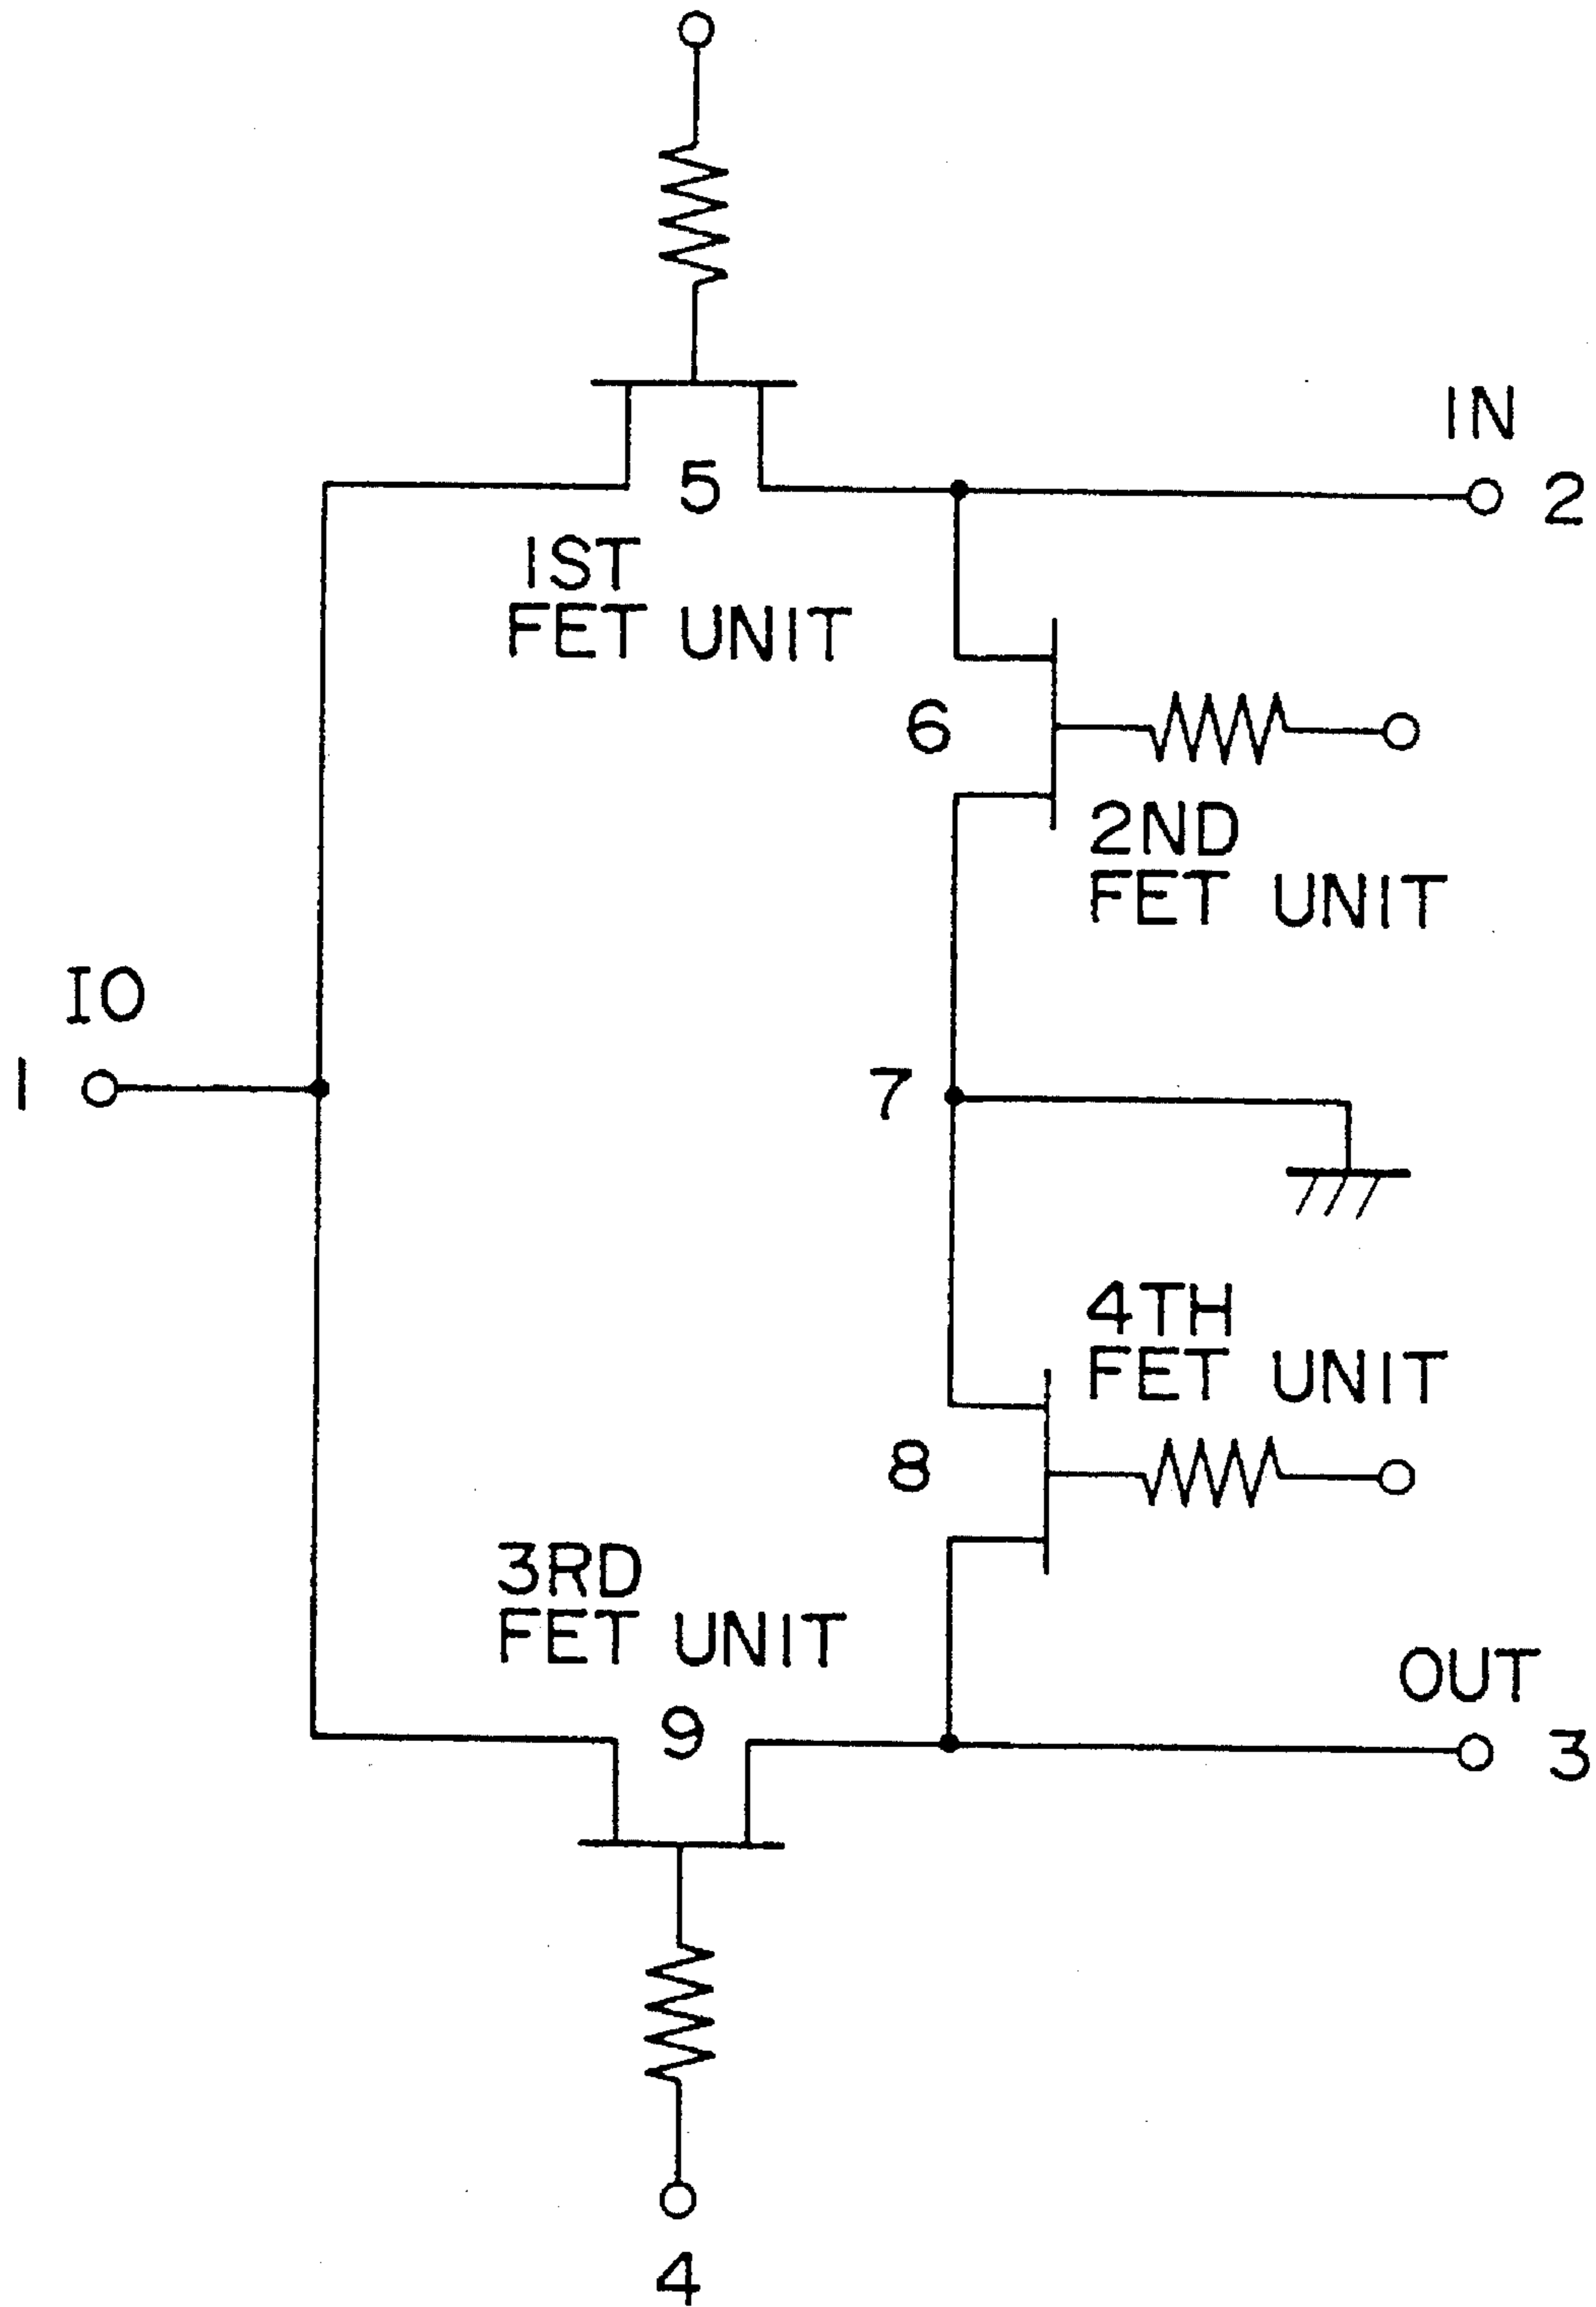 IN
2
5
1ST
FET UNIT
6
2ND
FET UNIT
IO
1
7
4TH
FET UNIT
8
3RD
FET UNIT
9
OUT
3
4